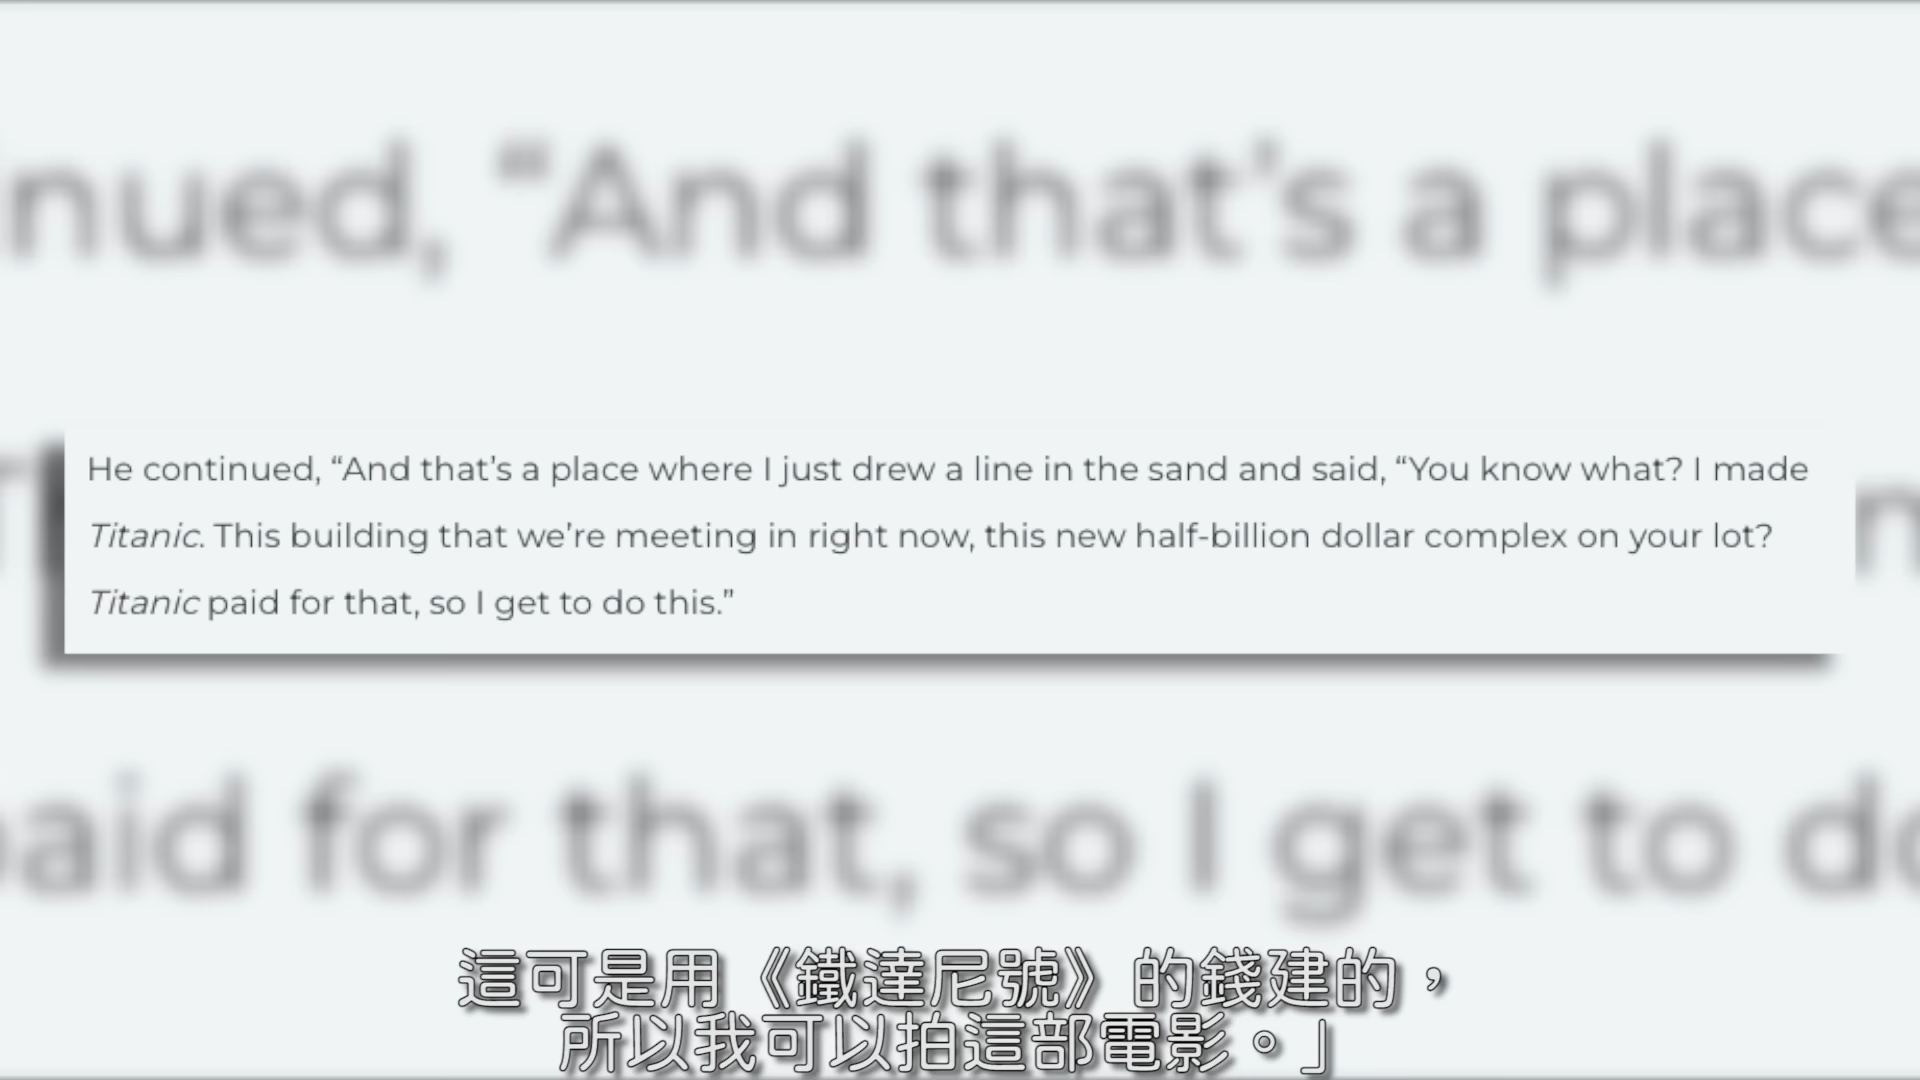 nued, “And that’s a place
He continued, “And that’s a place where I just drew a line in the sand and said, “You know what? I made
Titanic. This building that we’re meeting in right now, this new half-billion dollar complex on your lot?
Titanic paid for that, so I get to do this.”
paid for that, so I get to do
這可是用《鐵達尼號》的錢建的，
所以我可以拍這部電影。」